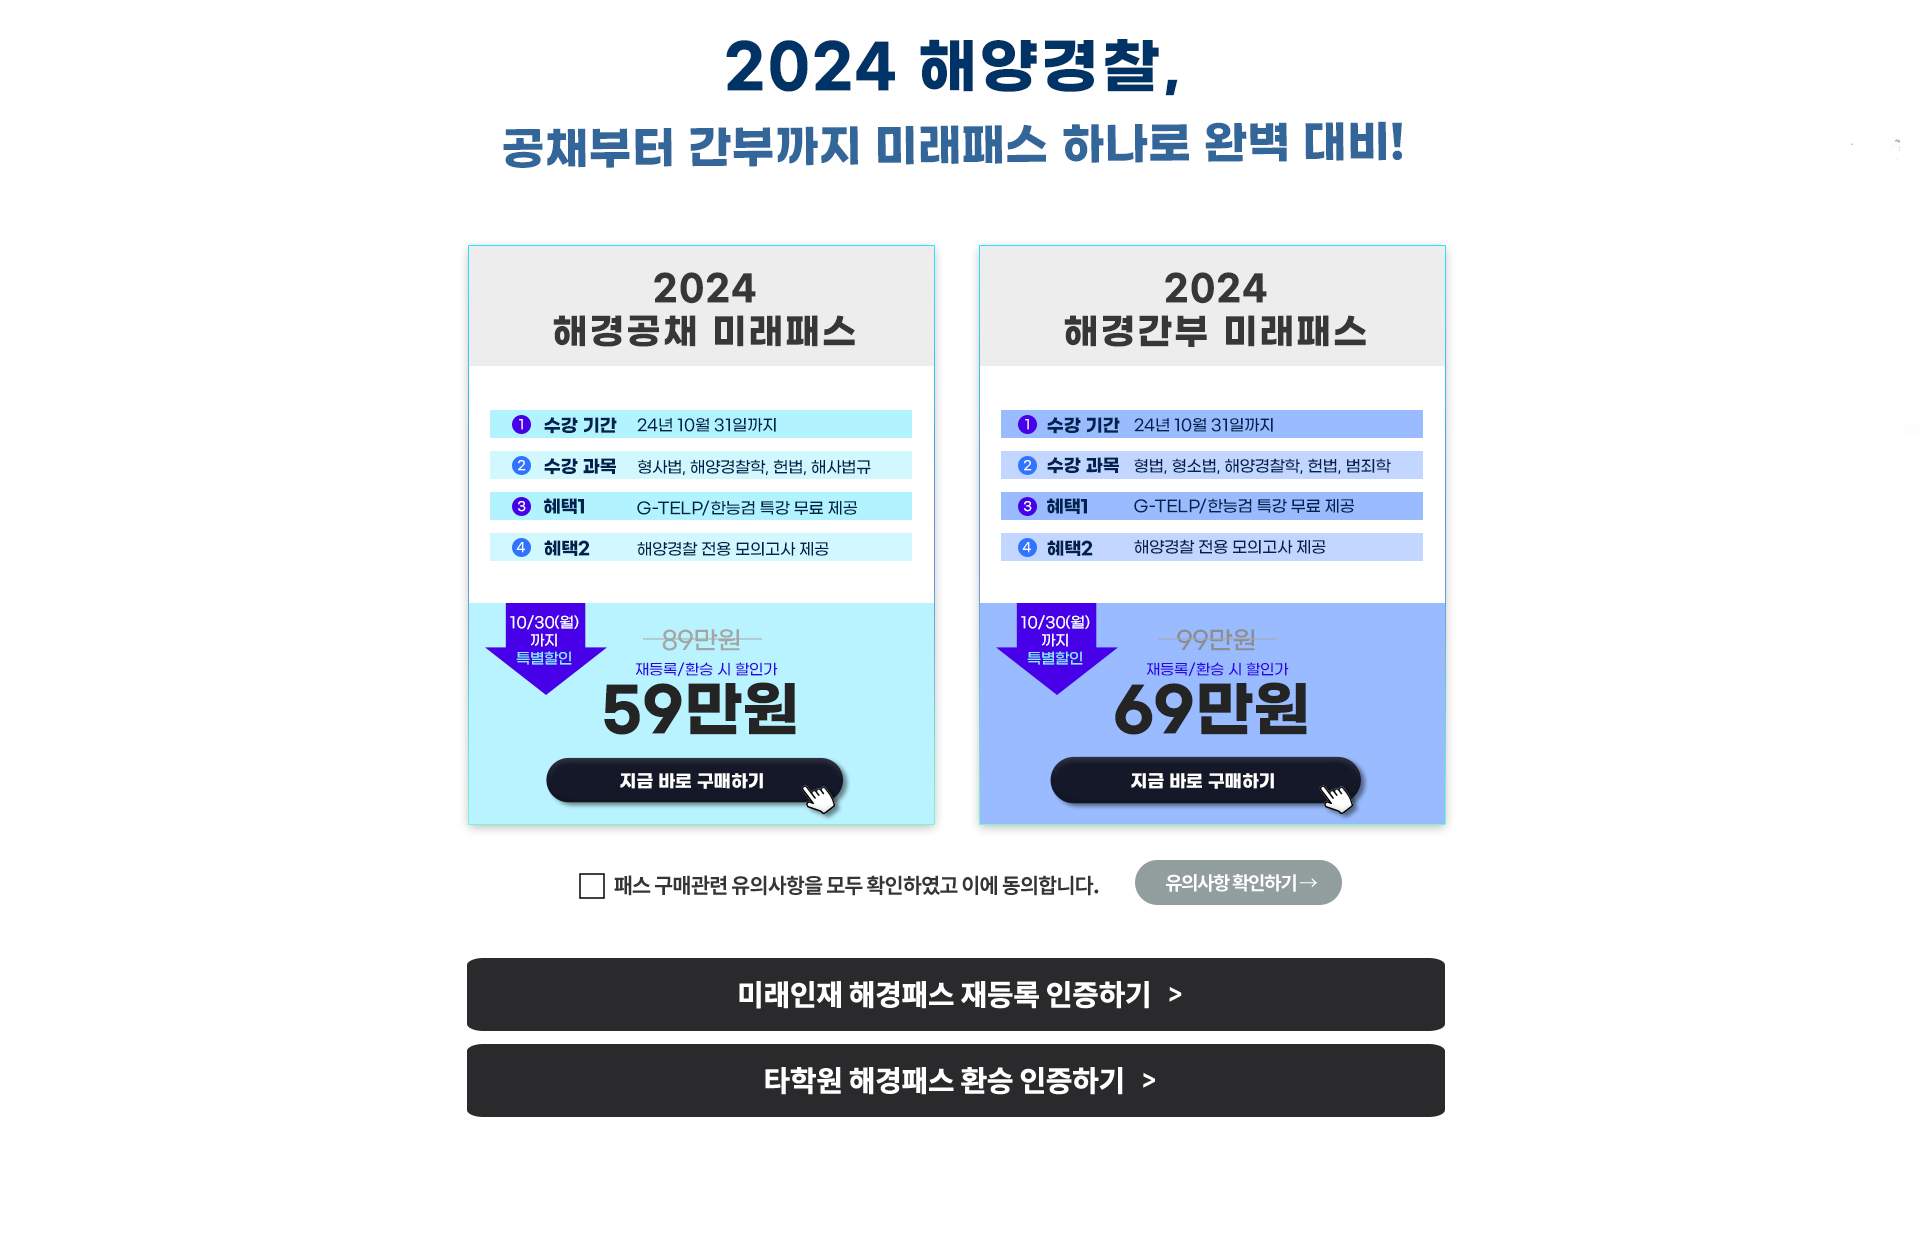 2024 해양경찰,
공채부터 간부까지 미래패스 하나로 완벽 대비!
2024
해경공채 미래패스
1 수강 기간 24년 10월 31일까지
2 수강 과목 형사법, 해양경찰학, 헌법, 해사법규
3 혜택1 G-TELP/한능검 특강 무료 제공
4 혜택2 해양경찰 전용 모의고사 제공
10/30(월)
까지
특별할인
89만원
재등록/환승 시 할인가
59만원
지금 바로 구매하기
2024
해경간부 미래패스
1 수강 기간 24년 10월 31일까지
2 수강 과목 형법, 형소법, 해양경찰학, 헌법, 범죄학
3 혜택1 G-TELP/한능검 특강 무료 제공
4 혜택2 해양경찰 전용 모의고사 제공
10/30(월)
까지
특별할인
99만원
재등록/환승 시 할인가
69만원
지금 바로 구매하기
패스 구매관련 유의사항을 모두 확인하였고 이에 동의합니다.
유의사항 확인하기→
미래인재 해경패스 재등록 인증하기 >
타학원 해경패스 환승 인증하기 >